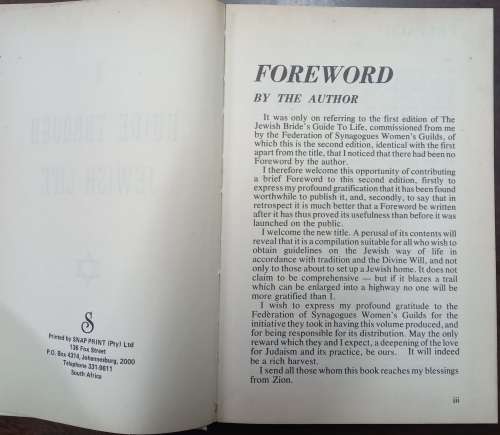 S
Printed by SNAP PRINT (Pty) Ltd
136 Fox Street
P.O. Box 4314, Johannesburg, 2000
Telephone 331-9811
South Africa
FOREWORD
BY THE AUTHOR
It was only on referring to the first edition of The
Jewish Bride's Guide To Life, commissioned from me
by the Federation of Synagogues Women's Guilds, of
which this is the second edition, identical with the first
apart from the title, that I noticed that there had been no
Foreword by the author.
I therefore welcome this opportunity of contributing
a brief Foreword to this second edition, firstly to
express my profound gratification that it has been found
worthwhile to publish it, and, secondly, to say that in
retrospect it is much better that a Foreword be written
after it has thus proved its usefulness than before it was
launched on the public.
I welcome the new title. A perusal of its contents will
reveal that it is a compilation suitable for all who wish to
obtain guidelines on the Jewish way of life in
accordance with tradition and the Divine Will, and not
only to those about to set up a Jewish home. It does not
claim to be comprehensive — but if it blazes a trail
which can be enlarged into a highway no one will be
more gratified than I.
I wish to express my profound gratitude to the
Federation of Synagogues Women's Guilds for the
initiative they took in having this volume produced, and
for being responsible for its distribution. May the only
reward which they and I expect, a deepening of the love
for Judaism and its practice, be ours. It will indeed
be a rich harvest.
I send all those whom this book reaches my blessings
from Zion.
iii